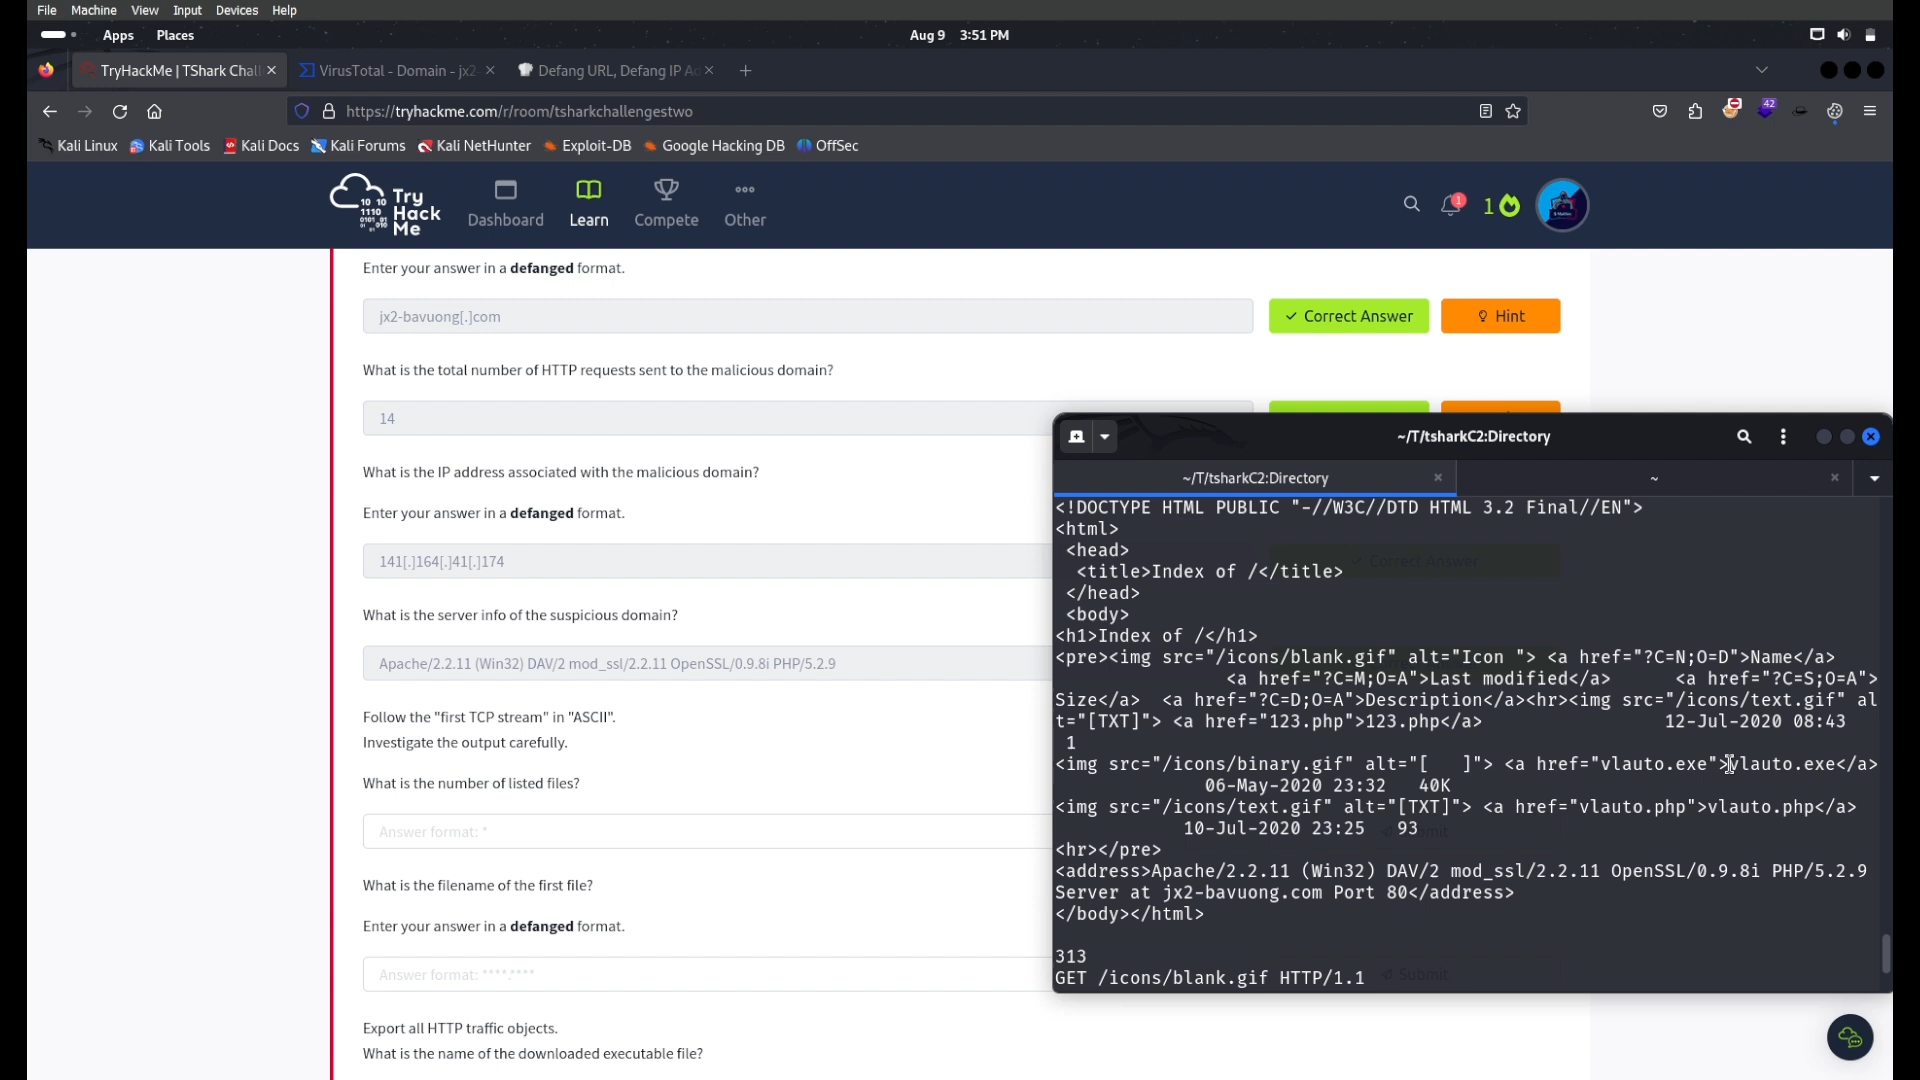 File Machine View Input Devices Help
Apps Places Aug 9 3:51 PM
TryHackMe | TShark Chall VirusTotal - Domain - jx2- Defang URL, Defang IP Ad
https://tryhackme.com/r/room/tsharkchallengestwo 42
Kali Linux Kali Tools Kali Docs Kali Forums Kali NetHunter Exploit-DB Google Hacking DB OffSec
Try Hack Me
Dashboard Learn Compete Other 1 1
Enter your answer in a defanged format.
jx2-bavuong[.]com Correct Answer Hint
What is the total number of HTTP requests sent to the malicious domain?
14
What is the IP address associated with the malicious domain?
Enter your answer in a defanged format.
141[.]164[.]41[.]174 Correct Answer
What is the server info of the suspicious domain?
Apache/2.2.11 (Win32) DAV/2 mod_ssl/2.2.11 OpenSSL/0.9.8i PHP/5.2.9
Follow the "first TCP stream" in "ASCII".
Investigate the output carefully.
What is the number of listed files?
Answer format: * Submit
What is the filename of the first file?
Enter your answer in a defanged format.
Answer format: ****.**** Submit
Export all HTTP traffic objects.
What is the name of the downloaded executable file?
~/T/tsharkC2:Directory
~/T/tsharkC2:Directory ~
<!DOCTYPE HTML PUBLIC "-//W3C//DTD HTML 3.2 Final//EN">
<html>
<head>
<title>Index of /</title>
</head>
<body>
<h1>Index of /</h1>
<pre><img src="/icons/blank.gif" alt="Icon "> <a href="?C=N;O=D">Name</a>
<a href="?C=M;O=A">Last modified</a> <a href="?C=S;O=A">
Size</a> <a href="?C=D;O=A">Description</a><hr><img src="/icons/text.gif" al
t="[TXT]"> <a href="123.php">123.php</a> 12-Jul-2020 08:43
1
<img src="/icons/binary.gif" alt="[ ]"> <a href="vlauto.exe">vlauto.exe</a>
06-May-2020 23:32 40K
<img src="/icons/text.gif" alt="[TXT]"> <a href="vlauto.php">vlauto.php</a>
10-Jul-2020 23:25 93
<hr></pre>
<address>Apache/2.2.11 (Win32) DAV/2 mod_ssl/2.2.11 OpenSSL/0.9.8i PHP/5.2.9
Server at jx2-bavuong.com Port 80</address>
</body></html>
313
GET /icons/blank.gif HTTP/1.1